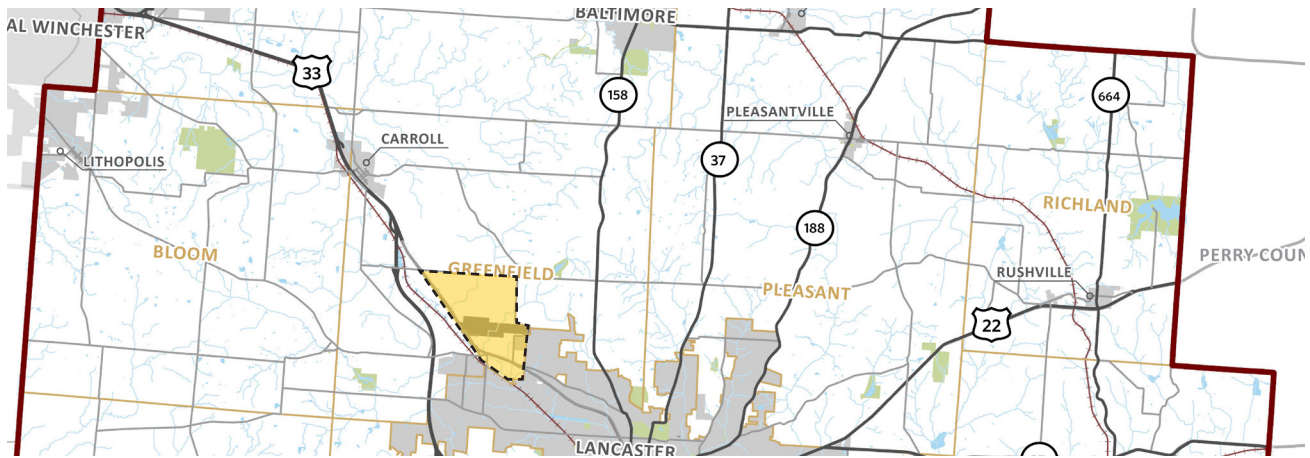 BALTIMORE
AL WINCHESTER
33
158
664
PLEASANTVILLE
CARROLL
LITHOPOLIS
37
RICHLAND
188
BLOOM
PERRY COUN
GREENFIELD
RUSHVILLE
PLEASANT
22
LANCASTER